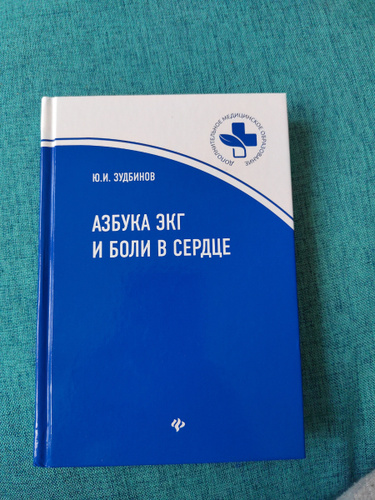 ДОПОЛНИТЕЛЬНОЕ МЕДИЦИНСКОЕ ОБРАЗОВАНИЕ
Ю.И. ЗУДБИНОВ
АЗБУКА ЭКГ
И БОЛИ В СЕРДЦЕ